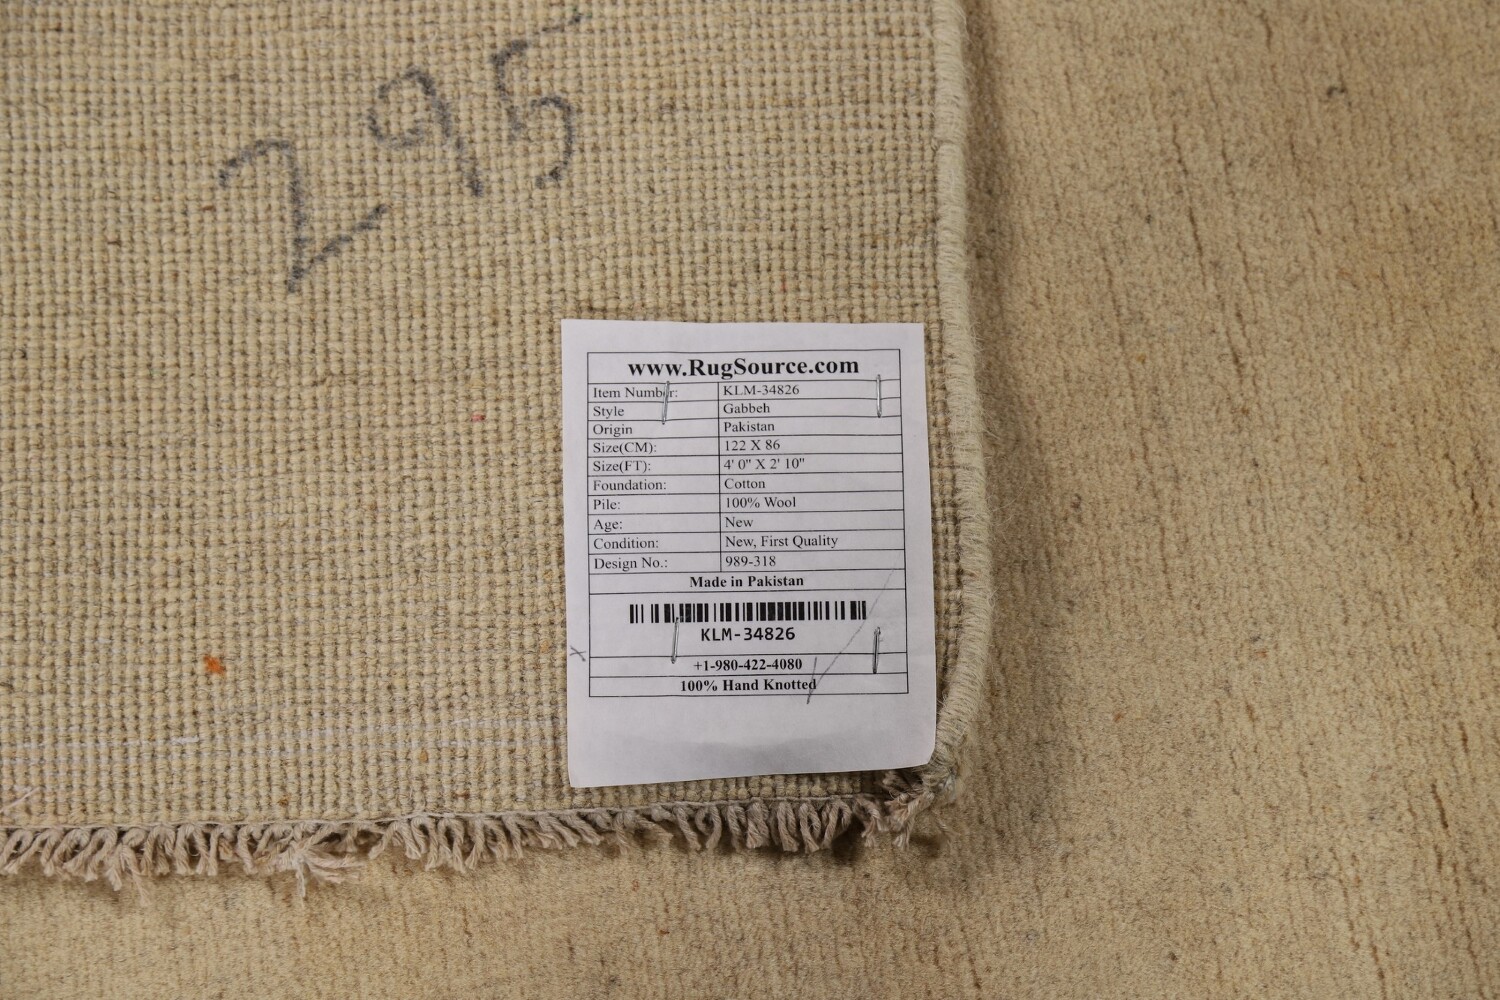 295
www.RugSource.com
Item Number: KLM-34826
Style Gabbeh
Origin Pakistan
Size(CM): 122 X 86
Size(FT): 4' 0" X 2' 10"
Foundation: Cotton
Pile: 100% Wool
Age: New
Condition: New, First Quality
Design No.: 989-318
Made in Pakistan
KLM-34826
+1-980-422-4080
100% Hand Knotted